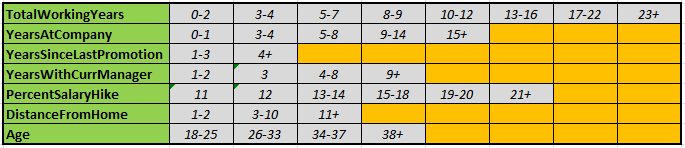 TotalWorkingYears 0-2 3-4 5-7 8-9 10-12 13-16 17-22 23+
YearsAtCompany 0-1 3-4 5-8 9-14 15+
YearsSinceLastPromotion 1-3 4+
YearsWithCurrManager 1-2 3 4-8 9+
PercentSalaryHike 11 12 13-14 15-18 19-20 21+
DistanceFromHome 1-2 3-10 11+
Age 18-25 26-33 34-37 38+